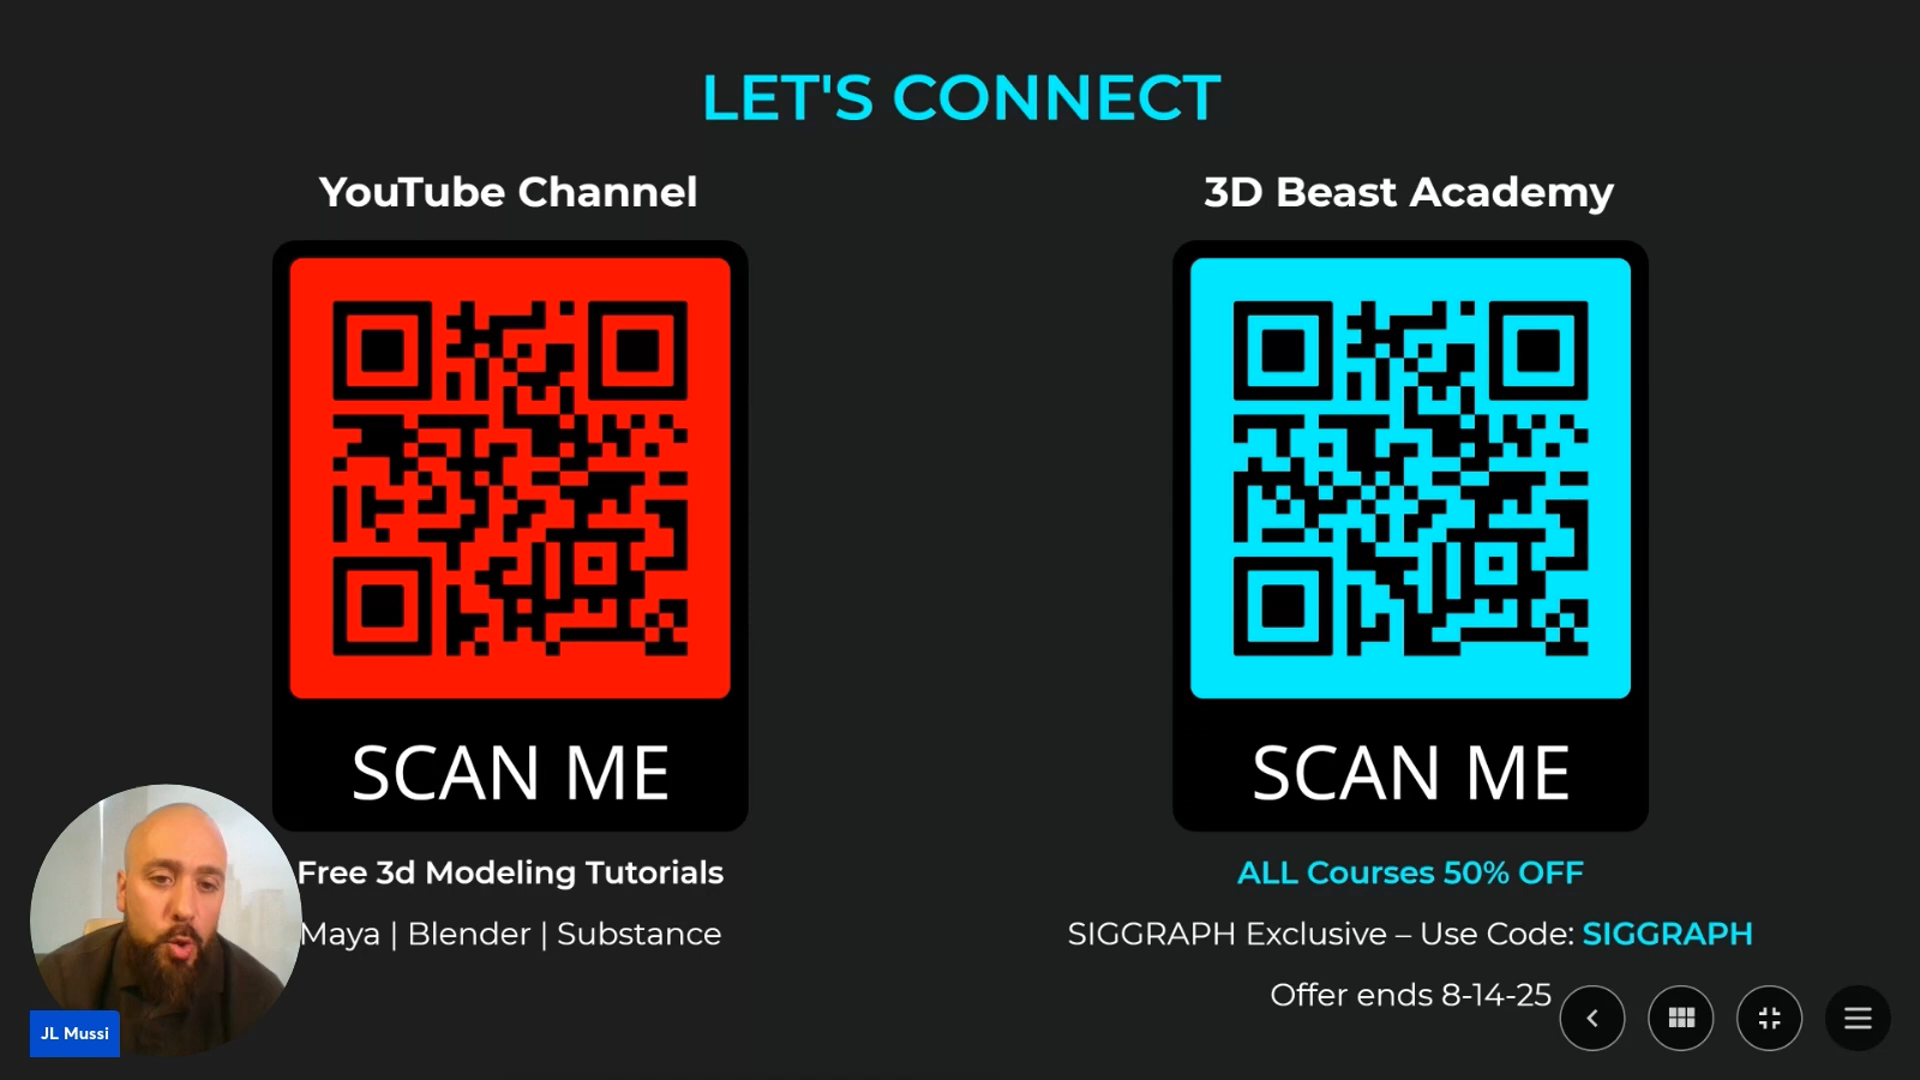 LET'S CONNECT
YouTube Channel
SCAN ME
Free 3d Modeling Tutorials
Maya | Blender | Substance
3D Beast Academy
SCAN ME
ALL Courses 50% OFF
SIGGRAPH Exclusive – Use Code: SIGGRAPH
Offer ends 8-14-25
JL Mussi